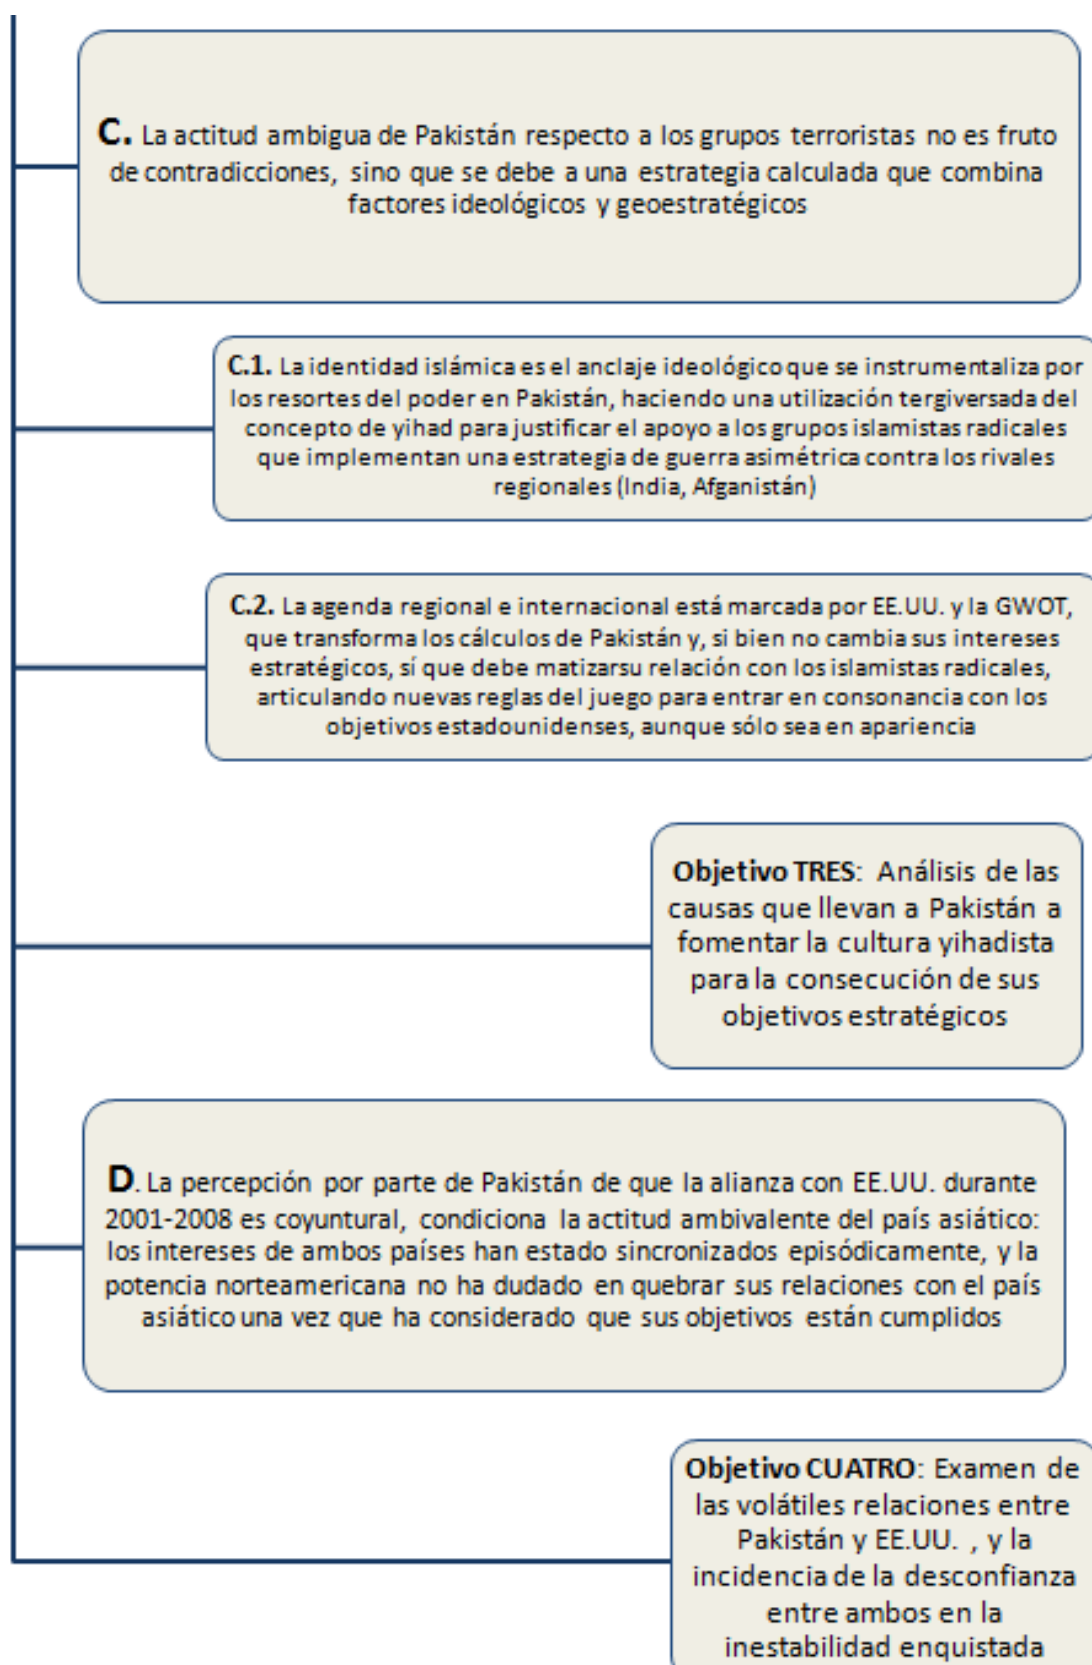 C. La actitud ambigua de Pakistán respecto a los grupos terroristas no es fruto
de contradicciones, sino que se debe a una estrategia calculada que combina
factores ideológicos y geoestratégicos
C.1. La identidad islámica es el anclaje ideológico que se instrumentaliza por
los resortes del poder en Pakistán, haciendo una utilización tergiversada del
concepto de yihad para justificar el apoyo a los grupos islamistas radicales
que implementan una estrategia de guerra asimétrica contra los rivales
regionales (India, Afganistán)
C.2. La agenda regional e internacional está marcada por EE.UU. y la GWOT,
que transforma los cálculos de Pakistán y, si bien no cambia sus intereses
estratégicos, sí que debe matizarsu relación con los islamistas radicales,
articulando nuevas reglas del juego para entrar en consonancia con los
objetivos estadounidenses, aunque sólo sea en apariencia
Objetivo TRES: Análisis de las
causas que llevan a Pakistán a
fomentar la cultura yihadista
para la consecución de sus
objetivos estratégicos
D. La percepción por parte de Pakistán de que la alianza con EE.UU. durante
2001-2008 es coyuntural, condiciona la actitud ambivalente del país asiático:
los intereses de ambos países han estado sincronizados episódicamente, y la
potencia norteamericana no ha dudado en quebrar sus relaciones con el país
asiático una vez que ha considerado que sus objetivos están cumplidos
Objetivo CUATRO: Examen de
las volátiles relaciones entre
Pakistán y EE.UU. , y la
incidencia de la desconfianza
entre ambos en la
inestabilidad enquistada